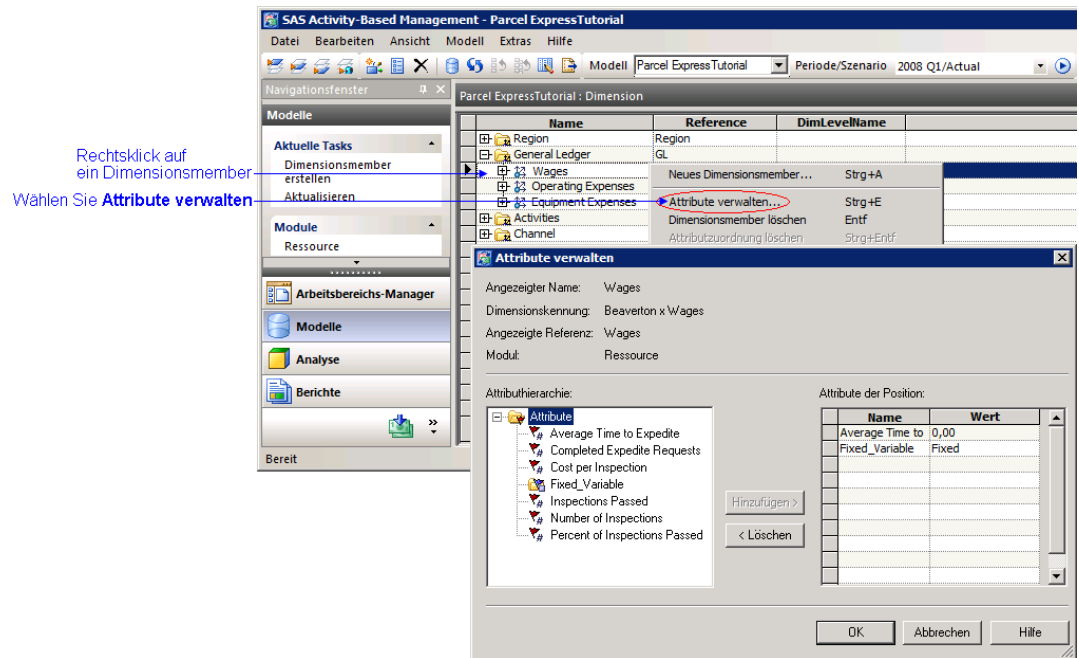 SAS Activity-Based Management - Parcel ExpressTutorial
Datei Bearbeiten Ansicht Modell Extras Hilfe
Modell Parcel ExpressTutorial Periode/Szenario 2008 Q1/Actual
Navigationsfenster
Parcel ExpressTutorial : Dimension
Modelle
Name Reference DimLevelName
Region Region
General Ledger GL
Wages
Operating Expenses
Equipment Expenses
Activities
Channel
Aktuelle Tasks
Dimensionsmember
erstellen
Aktualisieren
Module
Ressource
Rechtsklick auf
ein Dimensionsmember
Wählen Sie Attribute verwalten
Neues Dimensionsmember... Strg+A
Attribute verwalten... Strg+E
Dimensionsmember löschen Entf
Attributzuordnung löschen Strg+Entf
Arbeitsbereichs-Manager
Modelle
Analyse
Berichte
Bereit
Attribute verwalten
Angezeigter Name: Wages
Dimensionskennung: Beaverton x Wages
Angezeigte Referenz: Wages
Modul: Ressource
Attributhierarchie:
Attribute
Average Time to Expedite
Completed Expedite Requests
Cost per Inspection
Fixed_Variable
Inspections Passed
Number of Inspections
Percent of Inspections Passed
Hinzufügen >
< Löschen
Attribute der Position:
Name Wert
Average Time to 0,00
Fixed_Variable Fixed
OK Abbrechen Hilfe